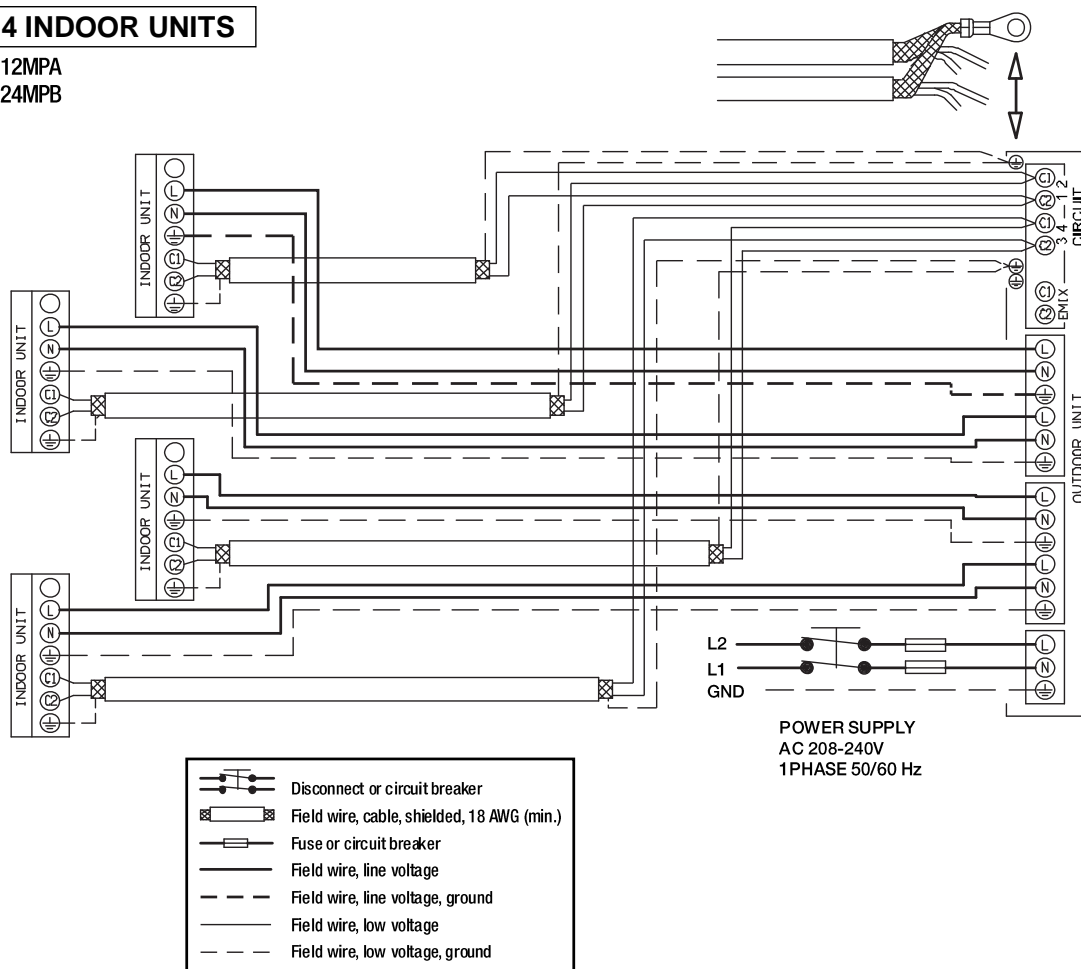 4 INDOOR UNITS
12MPA
24MPB
INDOOR UNIT
L
N
C1
C2
INDOOR UNIT
L
N
C1
C2
INDOOR UNIT
L
N
C1
C2
INDOOR UNIT
L
N
C1
C2
C1
C2
1 2
C1
C2
3 4
CIRCUIT
C1
C2
EMIX
L
N
L
N
OUTDOOR UNIT
L
N
L
N
L2
L1
GND
L
N
POWER SUPPLY
AC 208-240V
1PHASE 50/60 Hz
Disconnect or circuit breaker
Field wire, cable, shielded, 18 AWG (min.)
Fuse or circuit breaker
Field wire, line voltage
Field wire, line voltage, ground
Field wire, low voltage
Field wire, low voltage, ground